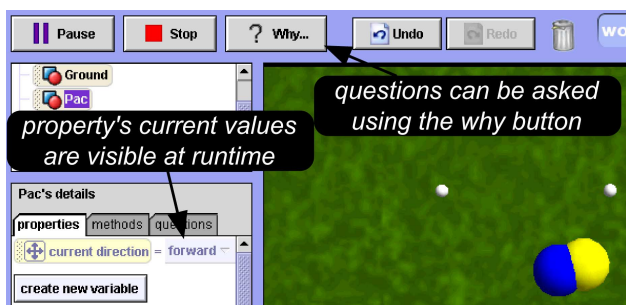 Pause
Stop
? Why...
Undo
Redo
wo
Ground
Pac
questions can be asked
using the why button
property's current values
are visible at runtime
Pac's details
properties methods questions
current direction = forward
create new variable